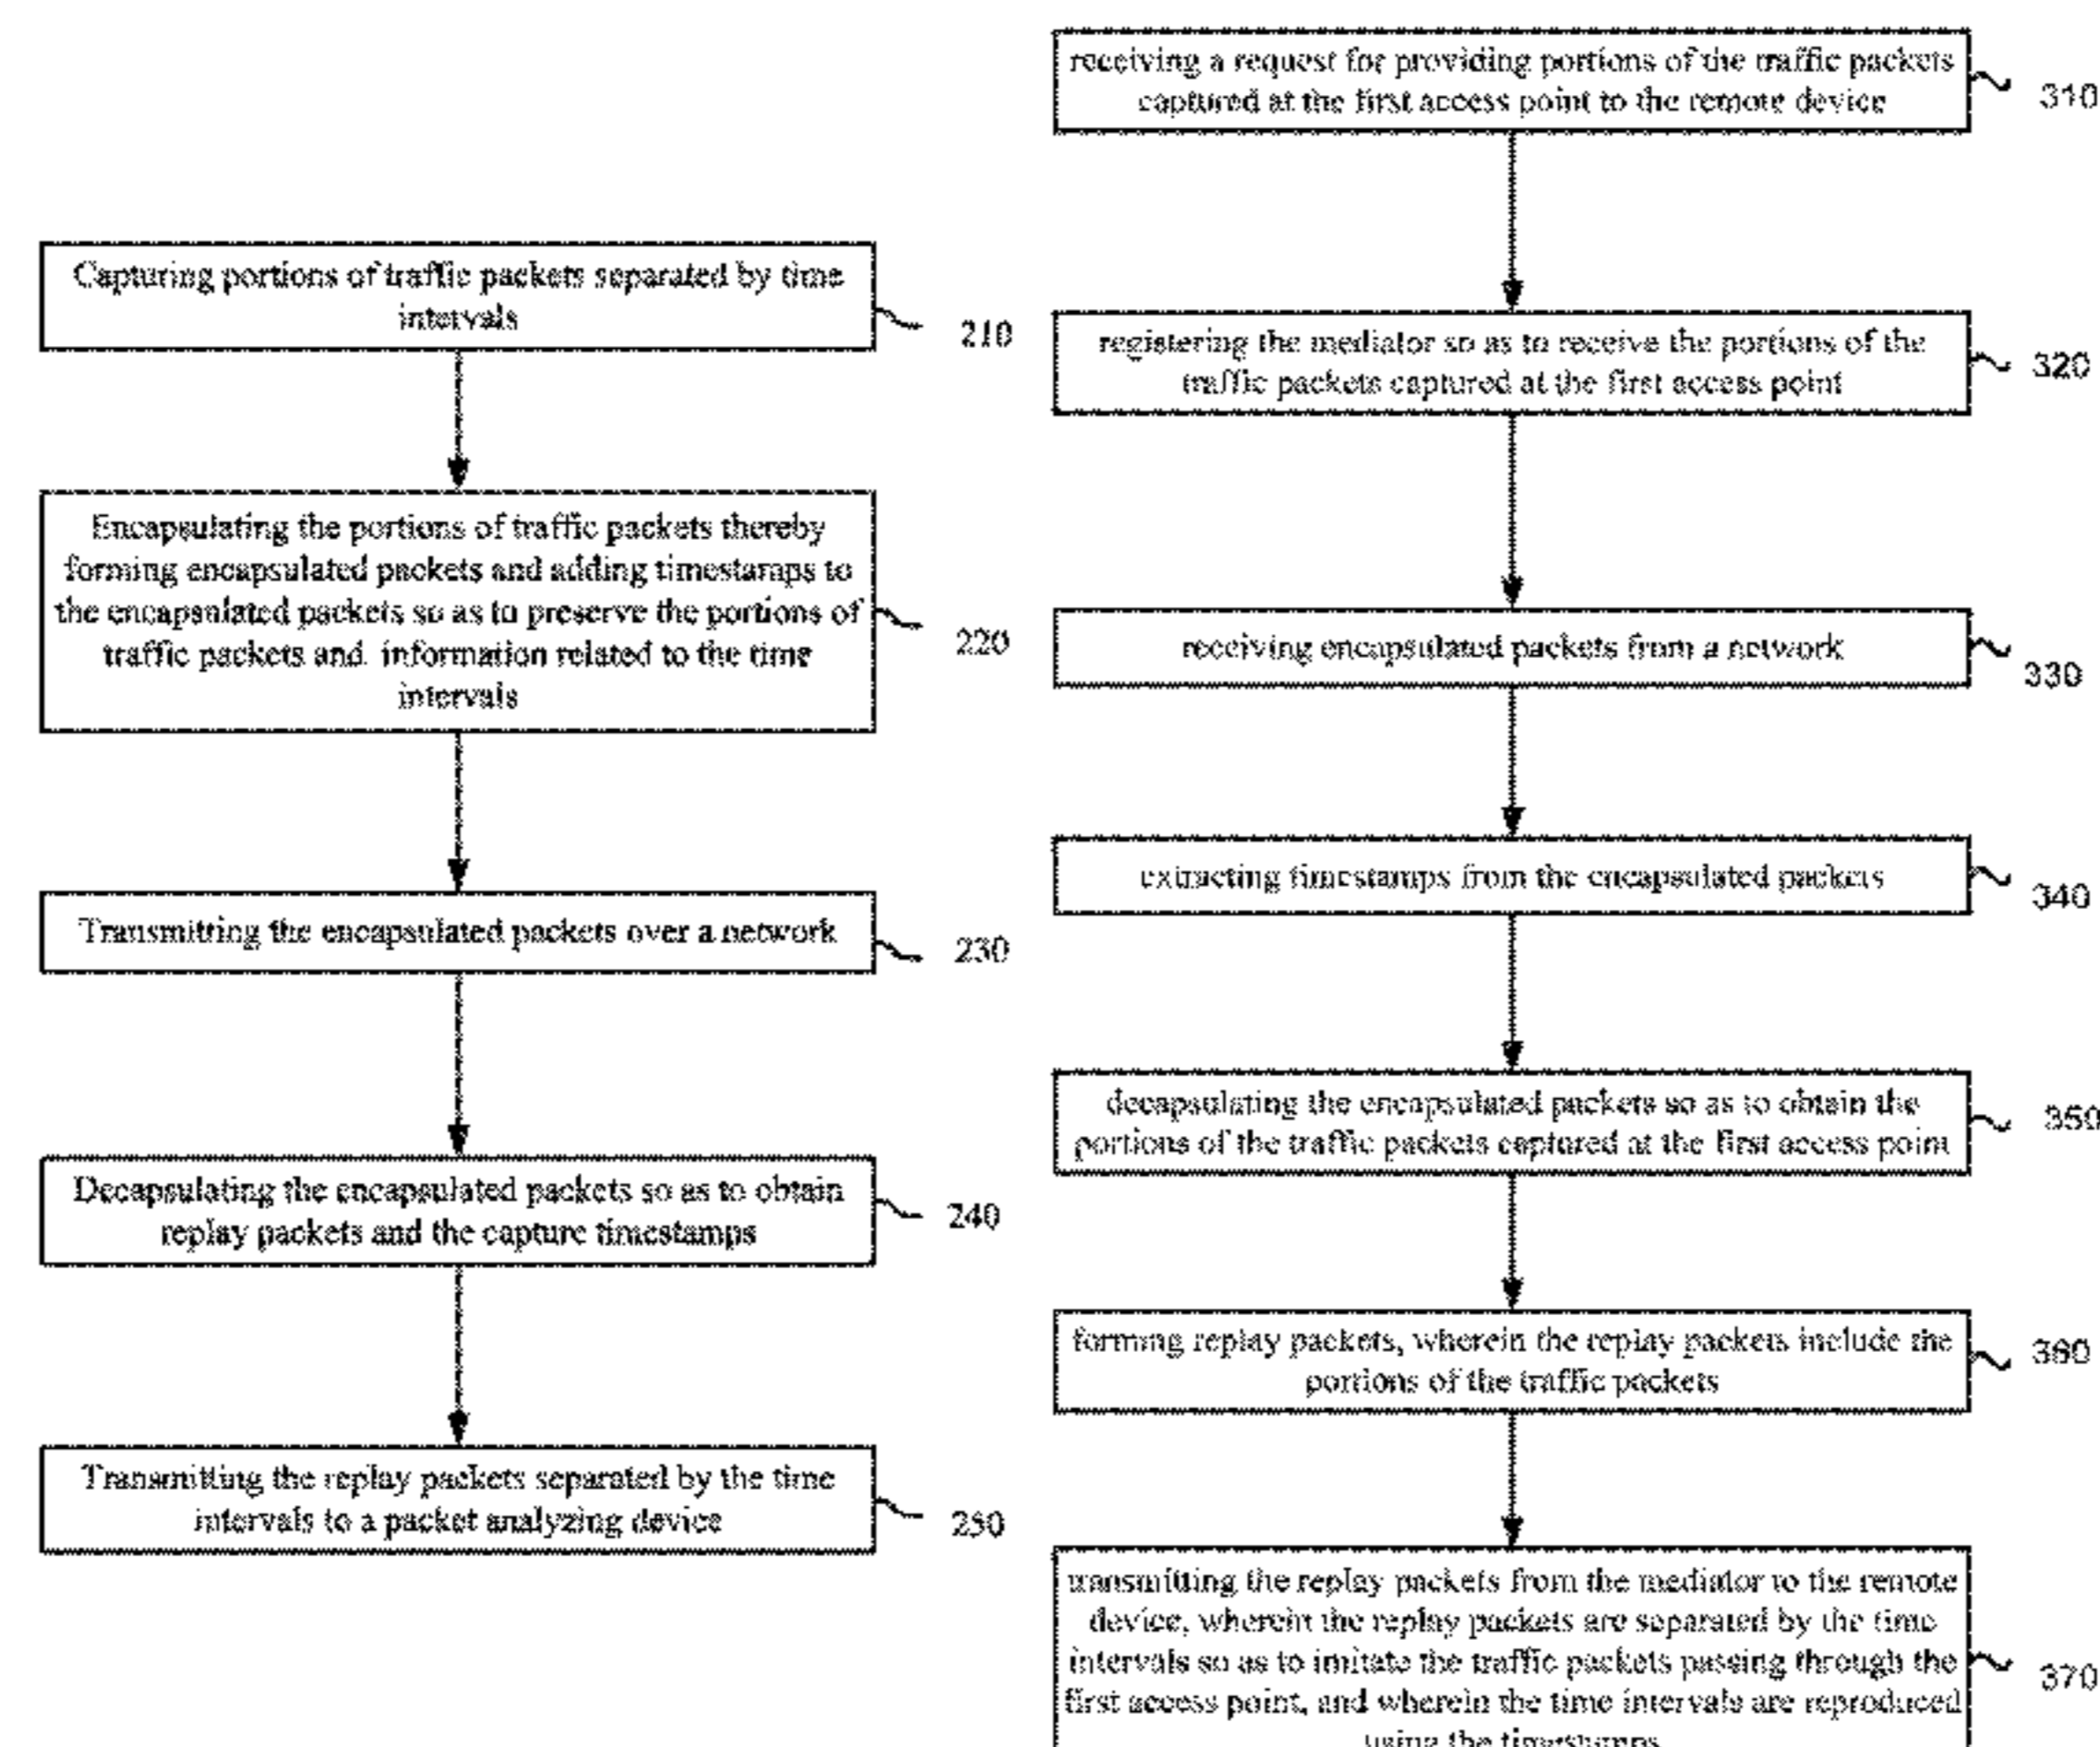 Capturing portions of traffic packets separated by time
intervals
210
Encapsulating the portions of traffic packets thereby
forming encapsulated packets and adding timestamps to
the encapsulated packets so as to preserve the portions of
traffic packets and information related to the time
intervals
220
Transmitting the encapsulated packets over a network
230
Decapsulating the encapsulated packets so as to obtain
replay packets and the capture timestamps
240
Transmitting the replay packets separated by the time
intervals to a packet analyzing device
250
receiving a request for providing portions of the traffic packets
captured at the first access point to the remote device
310
registering the mediator so as to receive the portions of the
traffic packets captured at the first access point
320
receiving encapsulated packets from a network
330
extracting timestamps from the encapsulated packets
340
decapsulating the encapsulated packets so as to obtain the
portions of the traffic packets captured at the first access point
350
forming replay packets, wherein the replay packets include the
portions of the traffic packets
360
transmitting the replay packets from the mediator to the remote
device, wherein the replay packets are separated by the time
intervals so as to imitate the traffic packets passing through the
first access point, and wherein the time intervals are reproduced
using the timestamps
370